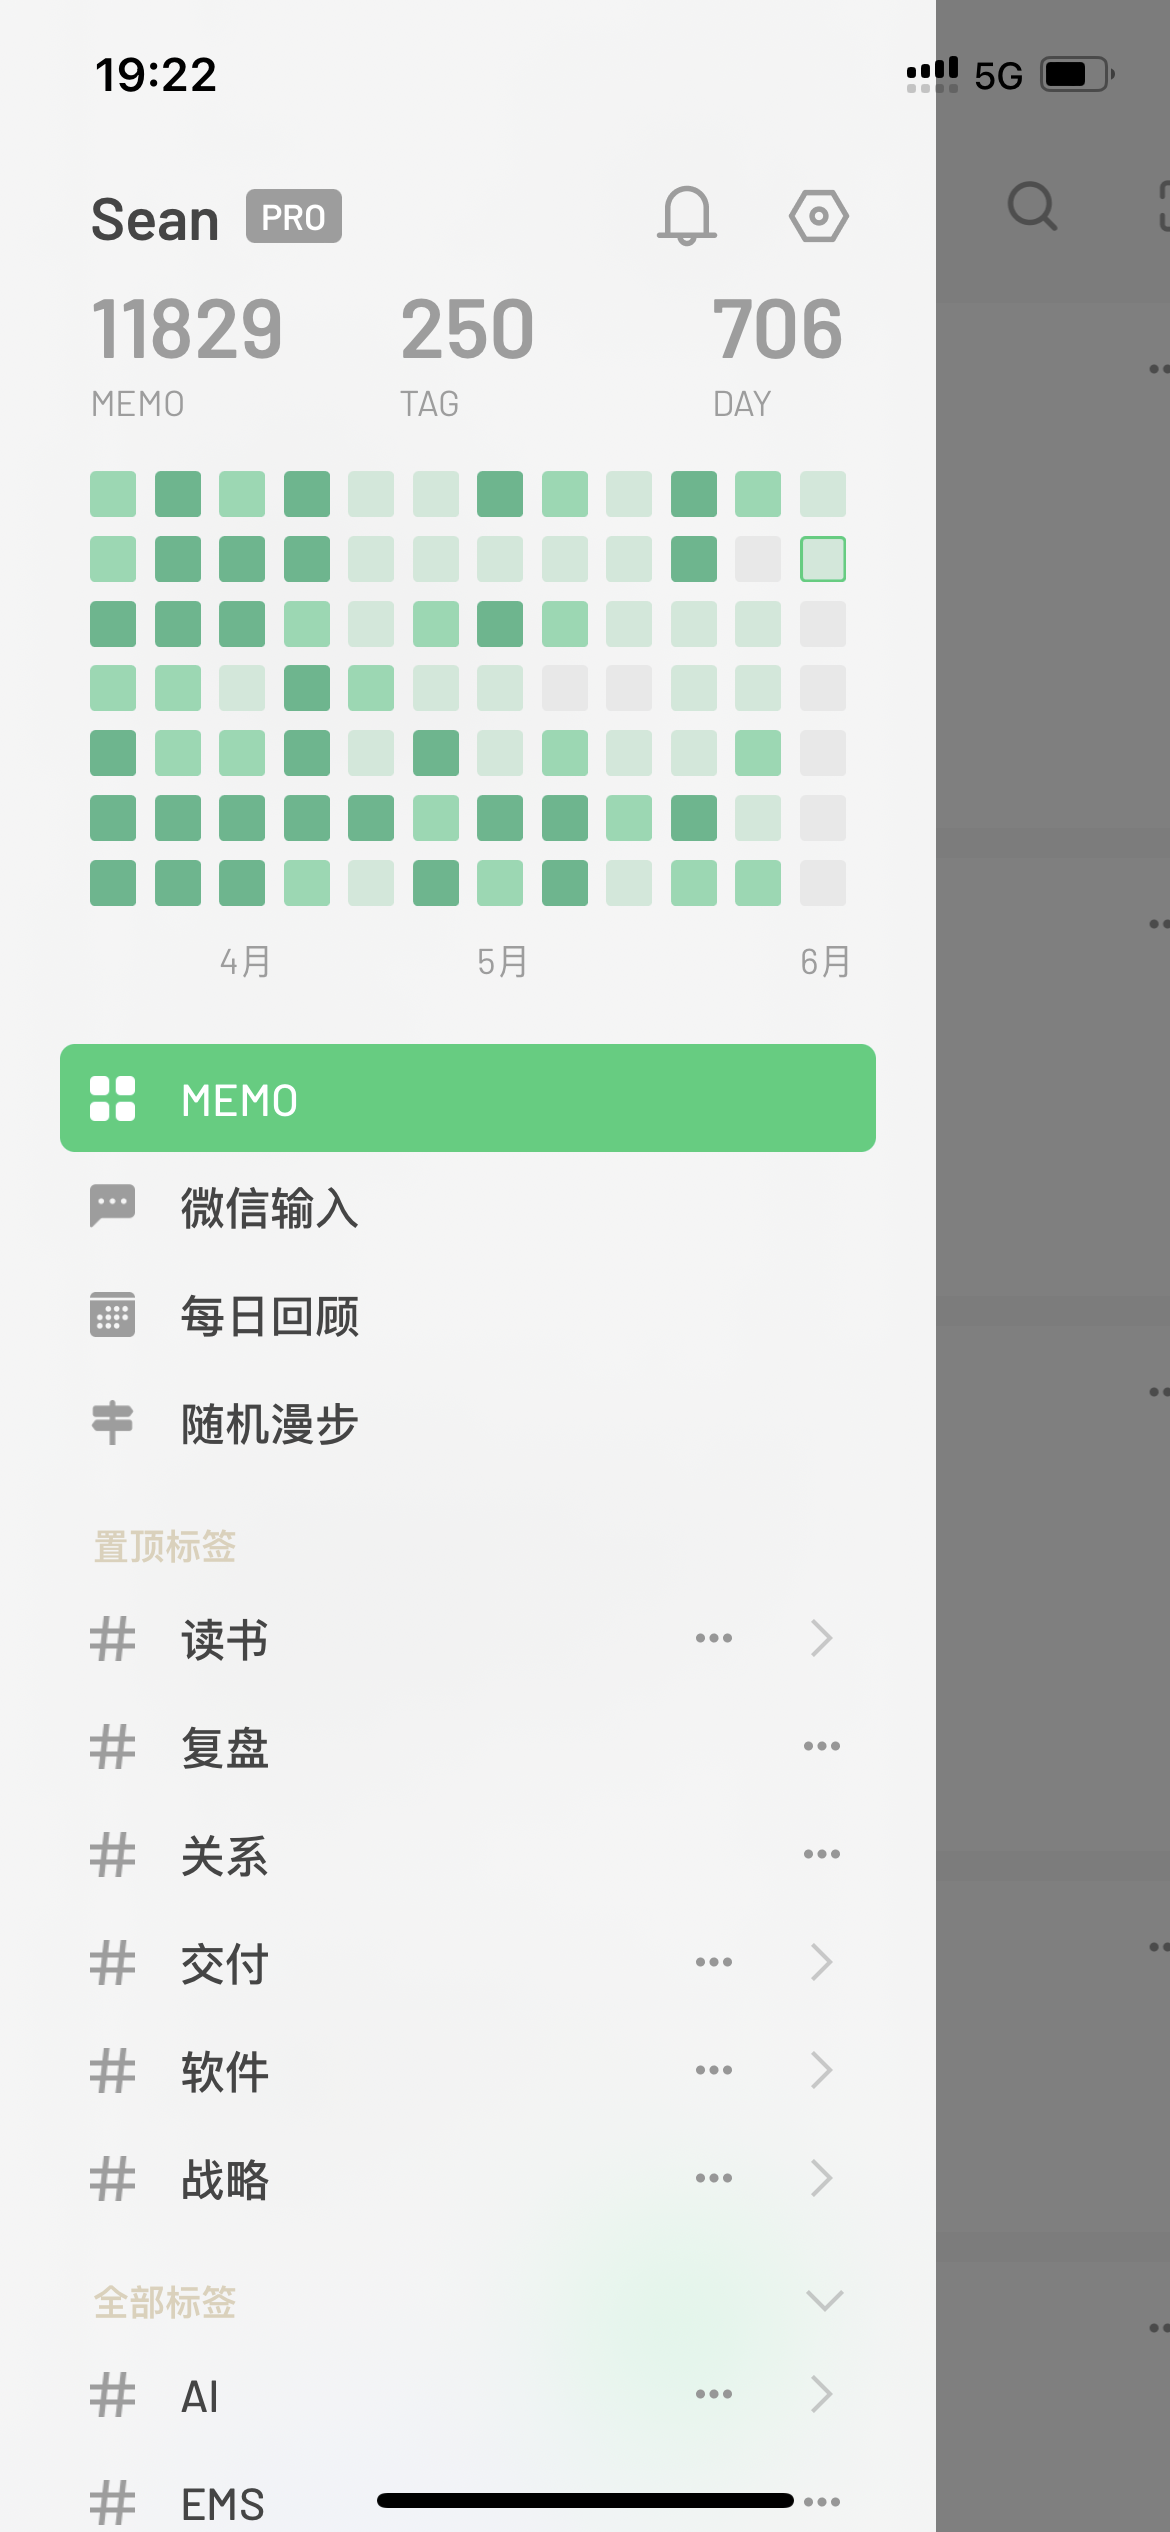 19:22
5G
Sean PRO
11829 250 706
MEMO TAG DAY
4月 5月 6月
MEMO
微信输入
每日回顾
随机漫步
置顶标签
# 读书
# 复盘
# 关系
# 交付
# 软件
# 战略
全部标签
# AI
# EMS